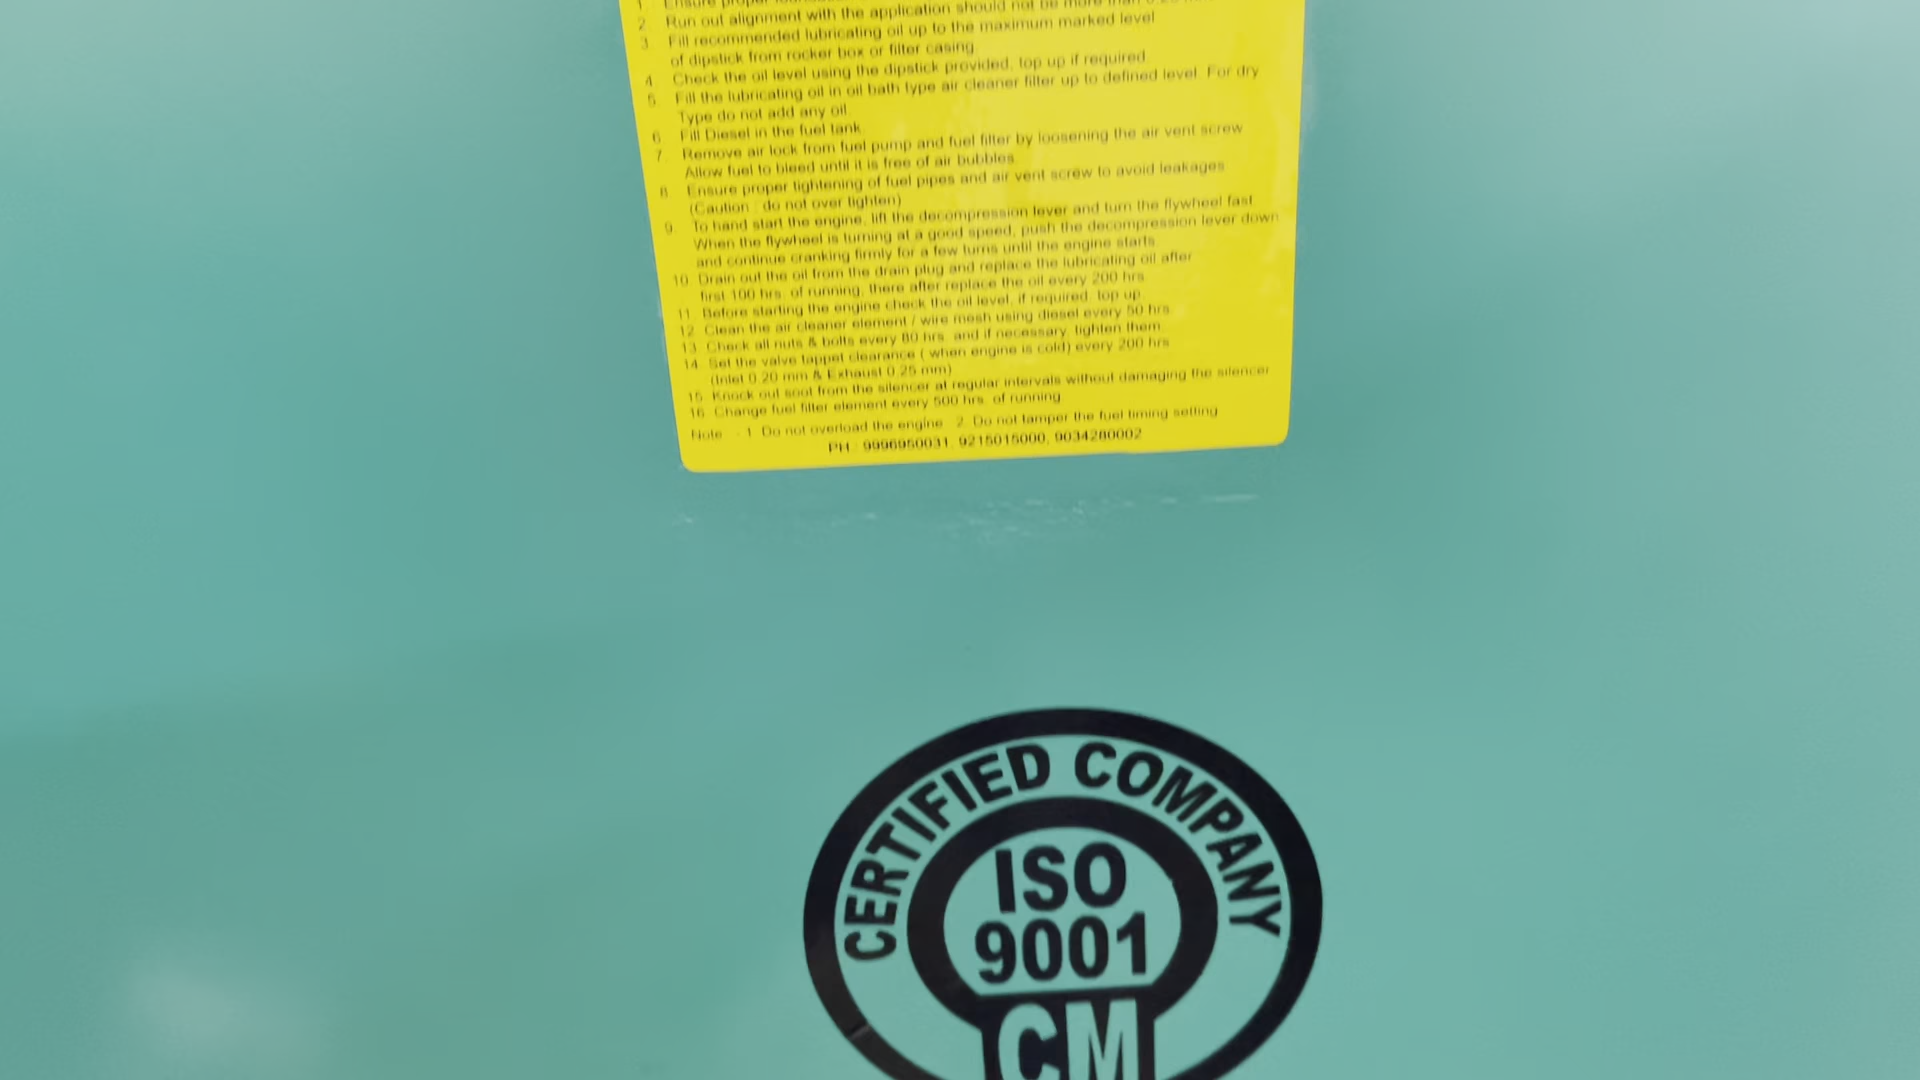 1. Ensure proper
2. Run out alignment with the application should not be more than 0.25
3. Fill recommended lubricating oil up to the maximum marked level
of dipstick from rocker box or filter casing.
4. Check the oil level using the dipstick provided, top up if required.
5. Fill the lubricating oil in oil bath type air cleaner filter up to defined level. For dry
Type do not add any oil.
6. Fill Diesel in the fuel tank.
7. Remove air lock from fuel pump and fuel filter by loosening the air vent screw
Allow fuel to bleed until it is free of air bubbles.
8. Ensure proper tightening of fuel pipes and air vent screw to avoid leakages
(Caution : do not over tighten)
9. To hand start the engine, lift the decompression lever and turn the flywheel fast
When the flywheel is turning at a good speed, push the decompression lever down
and continue cranking firmly for a few turns until the engine starts.
10. Drain out the oil from the drain plug and replace the lubricating oil after
first 100 hrs. of running, there after replace the oil every 200 hrs.
11. Before starting the engine check the oil level, if required, top up.
12. Clean the air cleaner element / wire mesh using diesel every 50 hrs.
13. Check all nuts & bolts every 80 hrs. and if necessary, tighten them.
14. Set the valve tappet clearance ( when engine is cold) every 200 hrs
(Inlet 0.20 mm & Exhaust 0.25 mm)
15. Knock out soot from the silencer at regular intervals without damaging the silencer
16. Change fuel filter element every 500 hrs. of running
Note :- 1. Do not overload the engine 2. Do not tamper the fuel timing setting
PH : 9996950031, 9215015000, 9034280002
CERTIFIED COMPANY
ISO
9001
CM